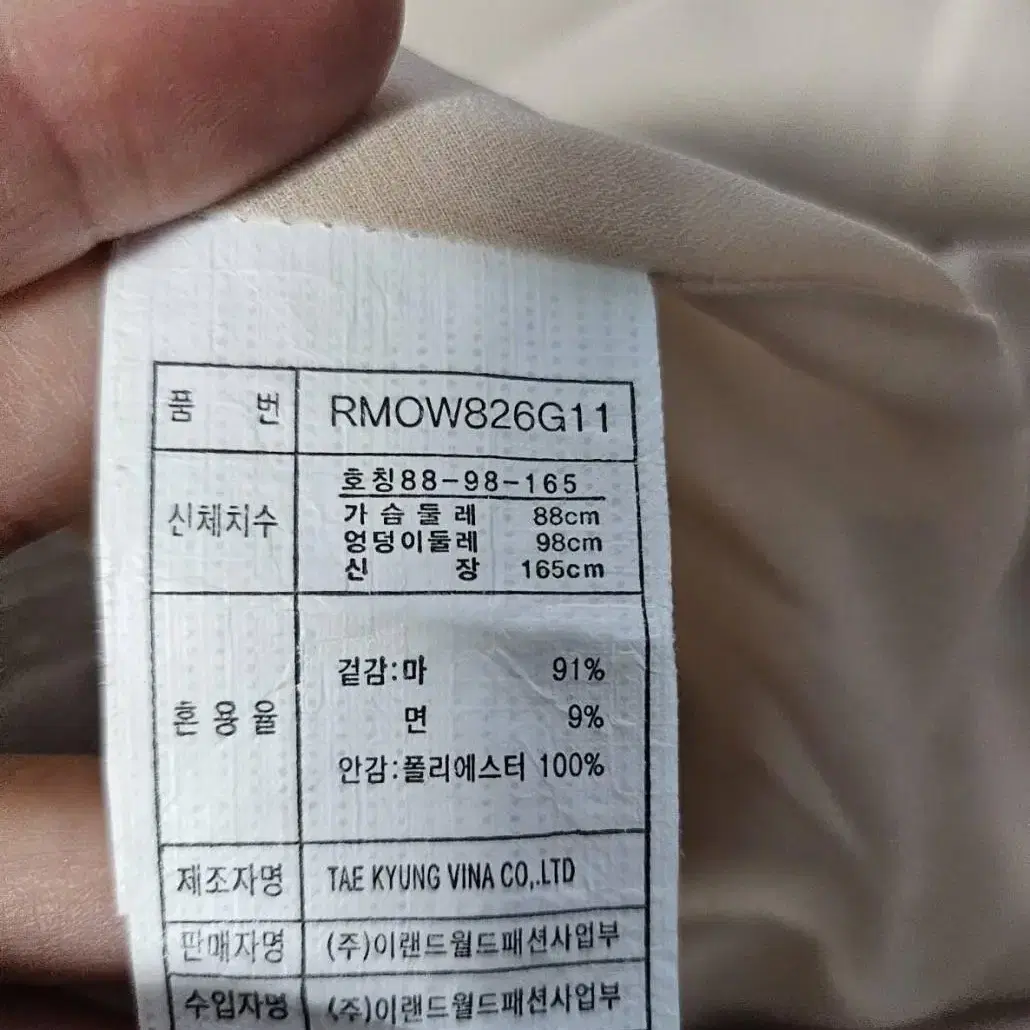 품 번 RMOW826G11
신체치수 호칭88-98-165
가 슴 둘 레 88cm
엉덩이둘레 98cm
신 장 165cm
혼 용 율 겉감:마 91%
면 9%
안감:폴리에스터 100%
제조자명 TAE KYUNG VINA CO,.LTD
판매자명 (주)이랜드월드패션사업부
수입자명 (주)이랜드월드패션사업부